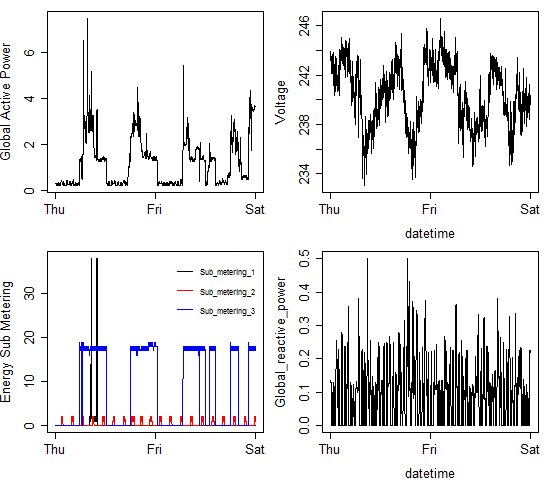 Global Active Power
0 2 4 6
Thu Fri Sat
Voltage
234 238 242 246
Thu Fri Sat
datetime
Energy Sub Metering
0 10 20 30
Sub_metering_1
Sub_metering_2
Sub_metering_3
Thu Fri Sat
Global_reactive_power
0.0 0.1 0.2 0.3 0.4 0.5
Thu Fri Sat
datetime